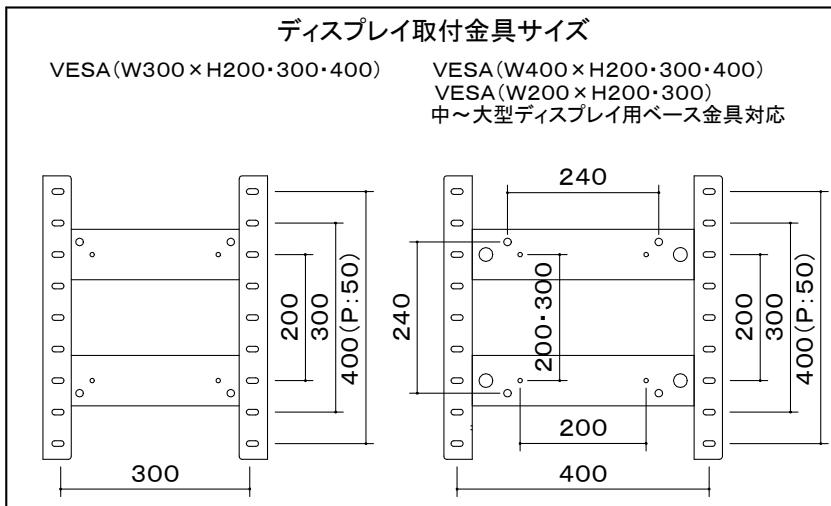 ディスプレイ取付金具サイズ
VESA(W300×H200・300・400)
VESA(W400×H200・300・400)
VESA(W200×H200・300)
中～大型ディスプレイ用ベース金具対応
200
300
400(P:50)
300
240
240
200・300
200
200
300
400(P:50)
400